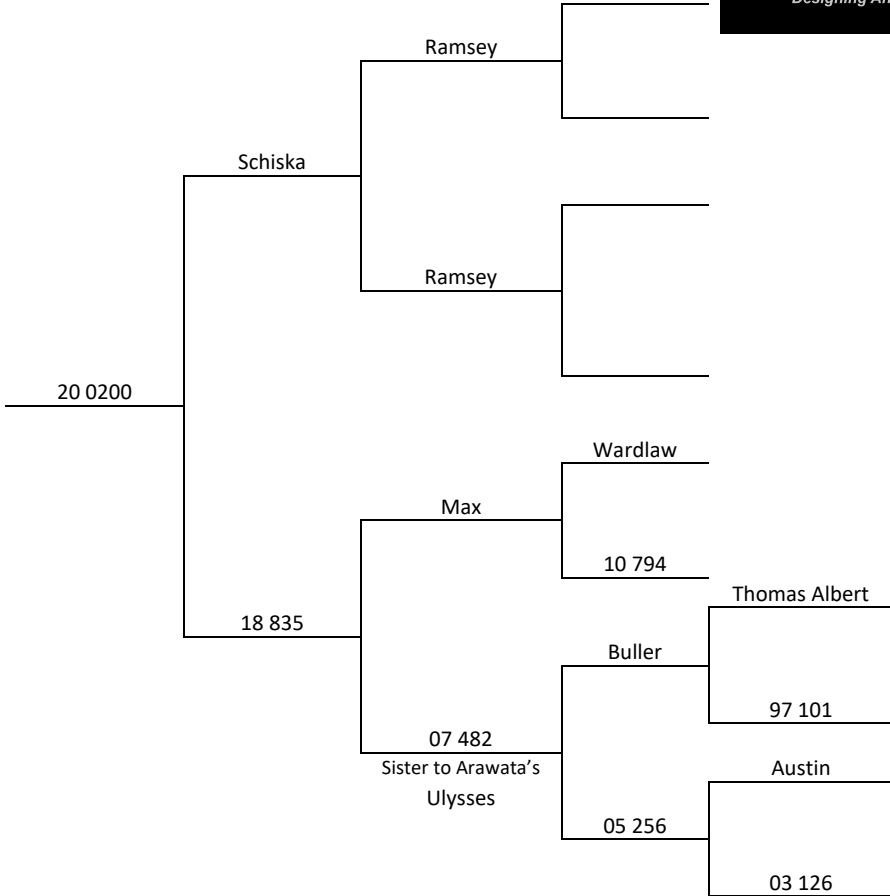 Designing
Ramsey
Schiska
Ramsey
20 0200
Wardlaw
Max
10 794
Thomas Albert
18 835
Buller
97 101
07 482
Sister to Arawata's
Ulysses
Austin
05 256
03 126